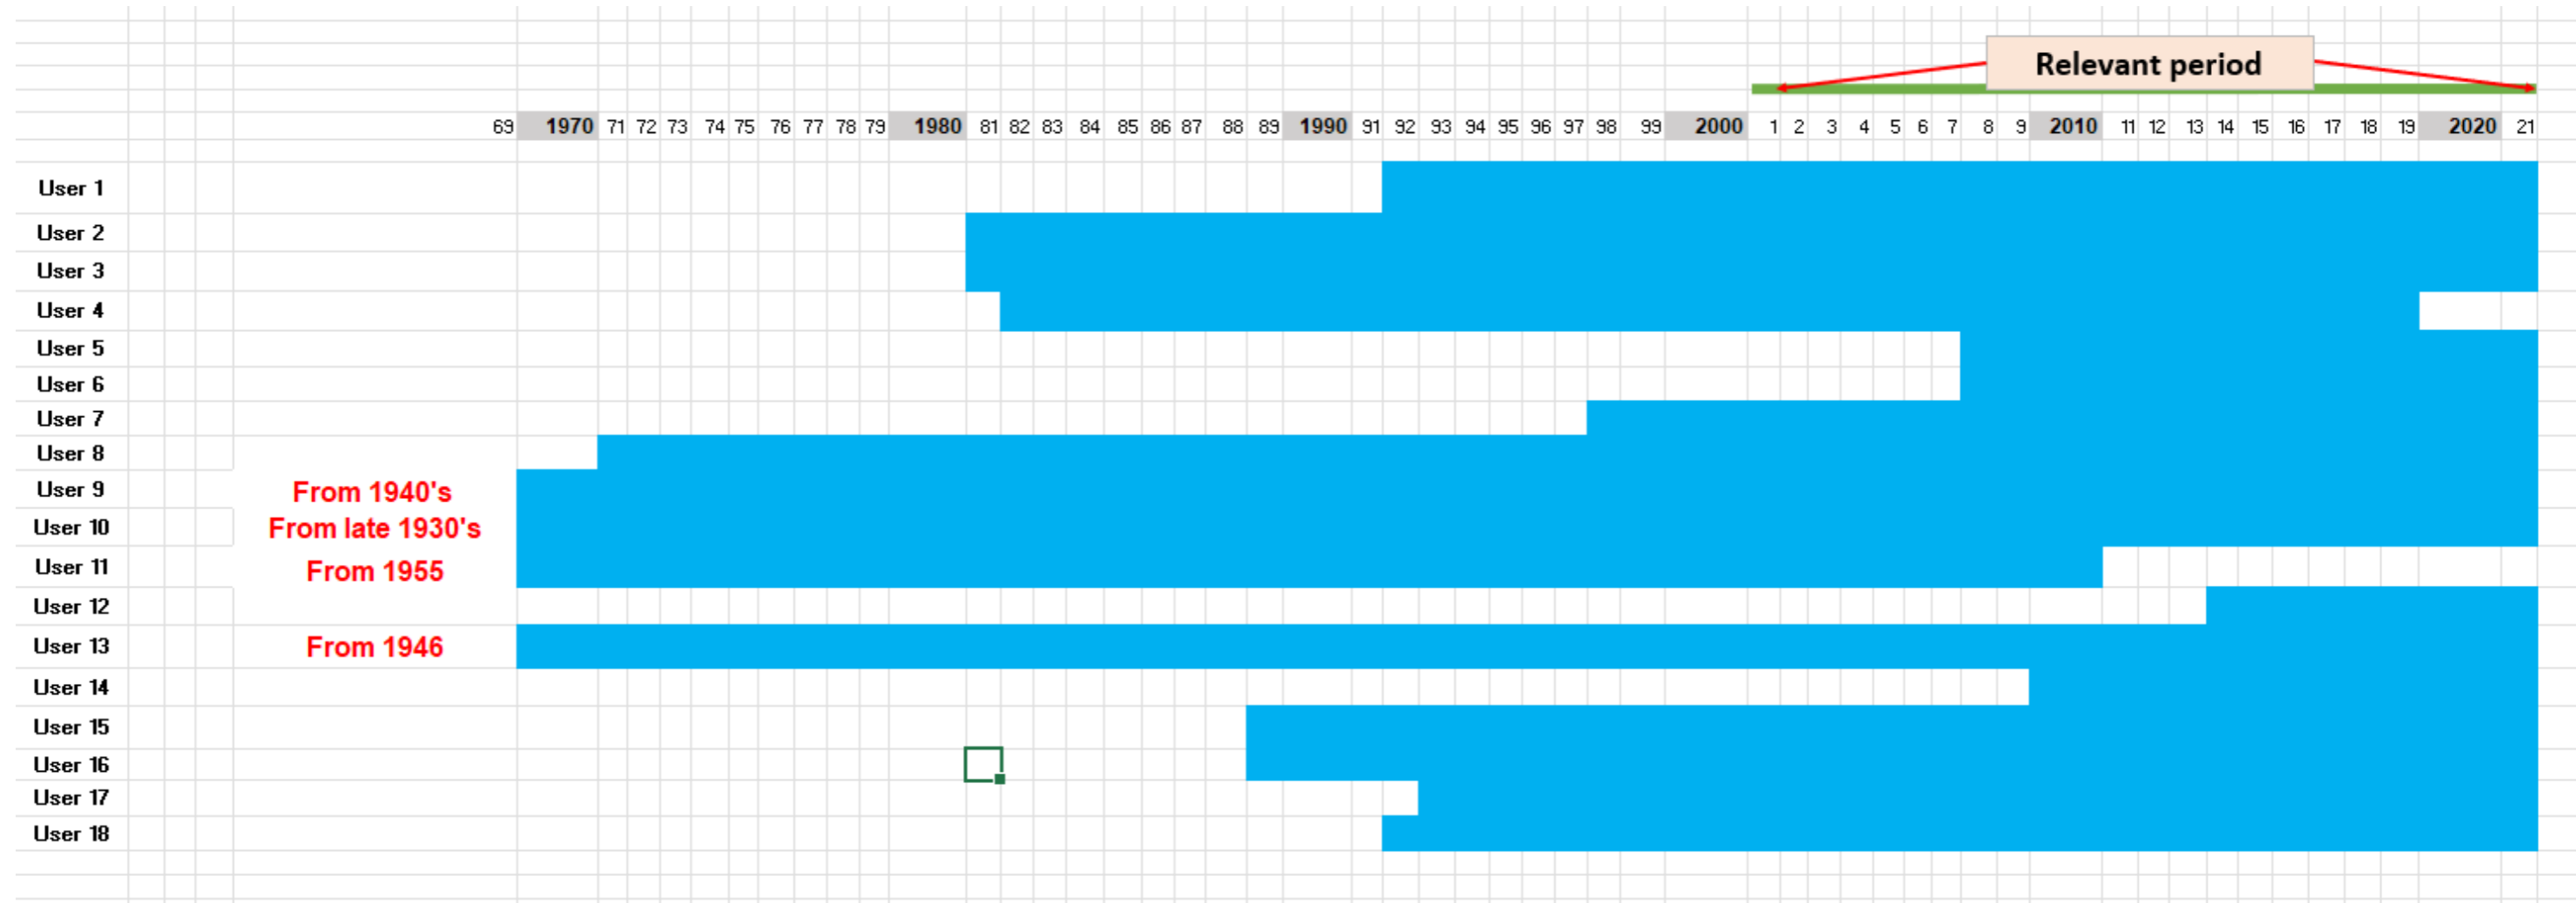 Relevant period
69 1970 71 72 73 74 75 76 77 78 79 1980 81 82 83 84 85 86 87 88 89 1990 91 92 93 94 95 96 97 98 99 2000 1 2 3 4 5 6 7 8 9 2010 11 12 13 14 15 16 17 18 19 2020 21
User 1
User 2
User 3
User 4
User 5
User 6
User 7
User 8
User 9 From 1940's
User 10 From late 1930's
User 11 From 1955
User 12
User 13 From 1946
User 14
User 15
User 16
User 17
User 18